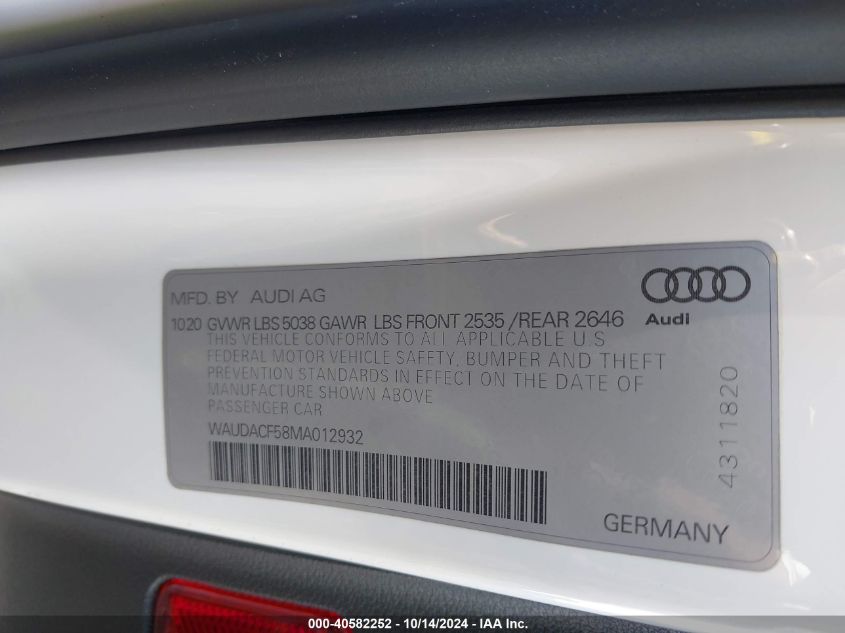 MFD. BY AUDI AG
1020 GVWR LBS 5038 GAWR LBS FRONT 2535 / REAR 2646
Audi
THIS VEHICLE CONFORMS TO ALL APPLICABLE U.S
FEDERAL MOTOR VEHICLE SAFETY, BUMPER AND THEFT
PREVENTION STANDARDS IN EFFECT ON THE DATE OF
MANUFACTURE SHOWN ABOVE
PASSENGER CAR
WAUDACF58MA012932
4311820
GERMANY
000-40582252 - 10/14/2024 - IAA Inc.